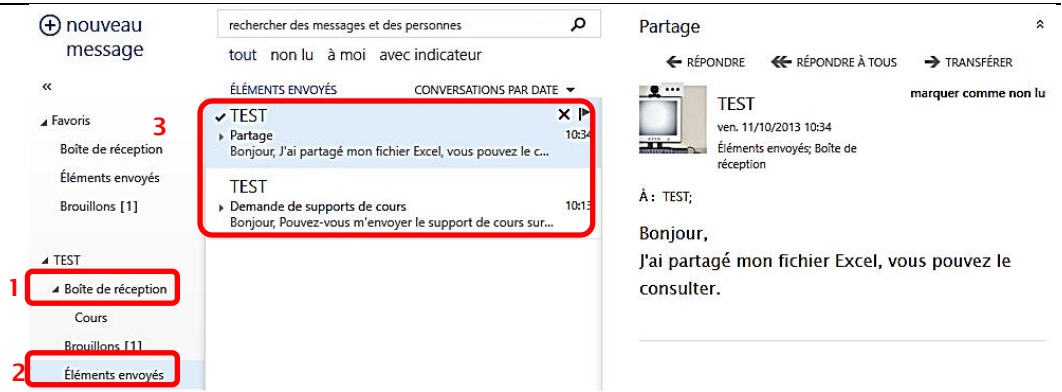 nouveau
message
«
Favoris
Boîte de réception
Éléments envoyés
Brouillons [1]
TEST
1
Boîte de réception
Cours
Brouillons [1]
2
Éléments envoyés
rechercher des messages et des personnes
tout non lu à moi avec indicateur
ÉLÉMENTS ENVOYÉS CONVERSATIONS PAR DATE
3
TEST
Partage 10:34
Bonjour, J'ai partagé mon fichier Excel, vous pouvez le c...
TEST
Demande de supports de cours 10:13
Bonjour, Pouvez-vous m'envoyer le support de cours sur...
Partage
RÉPONDRE RÉPONDRE À TOUS TRANSFÉRER
marquer comme non lu
TEST
ven. 11/10/2013 10:34
Éléments envoyés; Boîte de
réception
À : TEST;
Bonjour,
J'ai partagé mon fichier Excel, vous pouvez le
consulter.